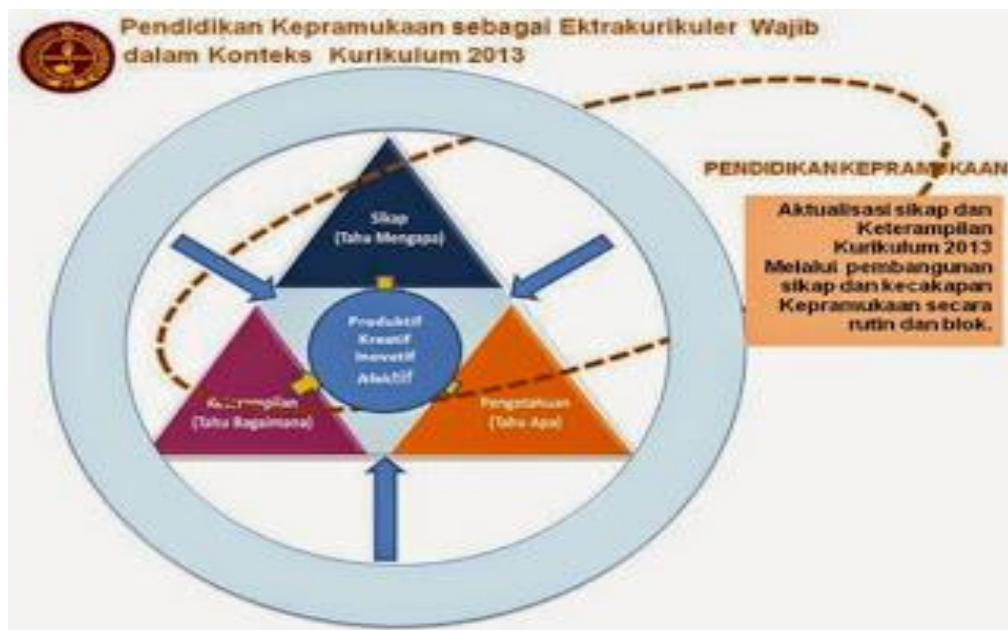 Pendidikan Kepramukaan sebagai Ektrakurikuler Wajib
dalam Konteks Kurikulum 2013
Sikap
(Tahu Mengapa)
PENDIDIKAN KEPRAMUKAAN
Aktualisasi sikap dan
Keterampilan
Kurikulum 2013
Melalui pembangunan
sikap dan kecakapan
Kepramukaan secara
rutin dan blok.
Produktif
Kreatif
Inovatif
Afektif
(Tahu Bagaimana)
Pengetahuan
(Tahu Apa)